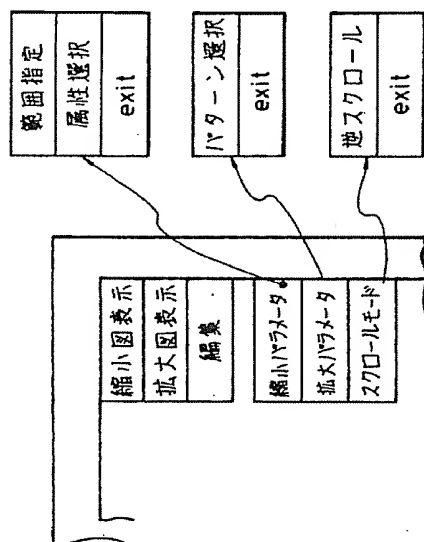 縮小図表示
拡大図表示
編集
縮小パラメータ
拡大パラメータ
スクロールモード
範囲指定
属性選択
exit
パターン選択
exit
逆スクロール
exit